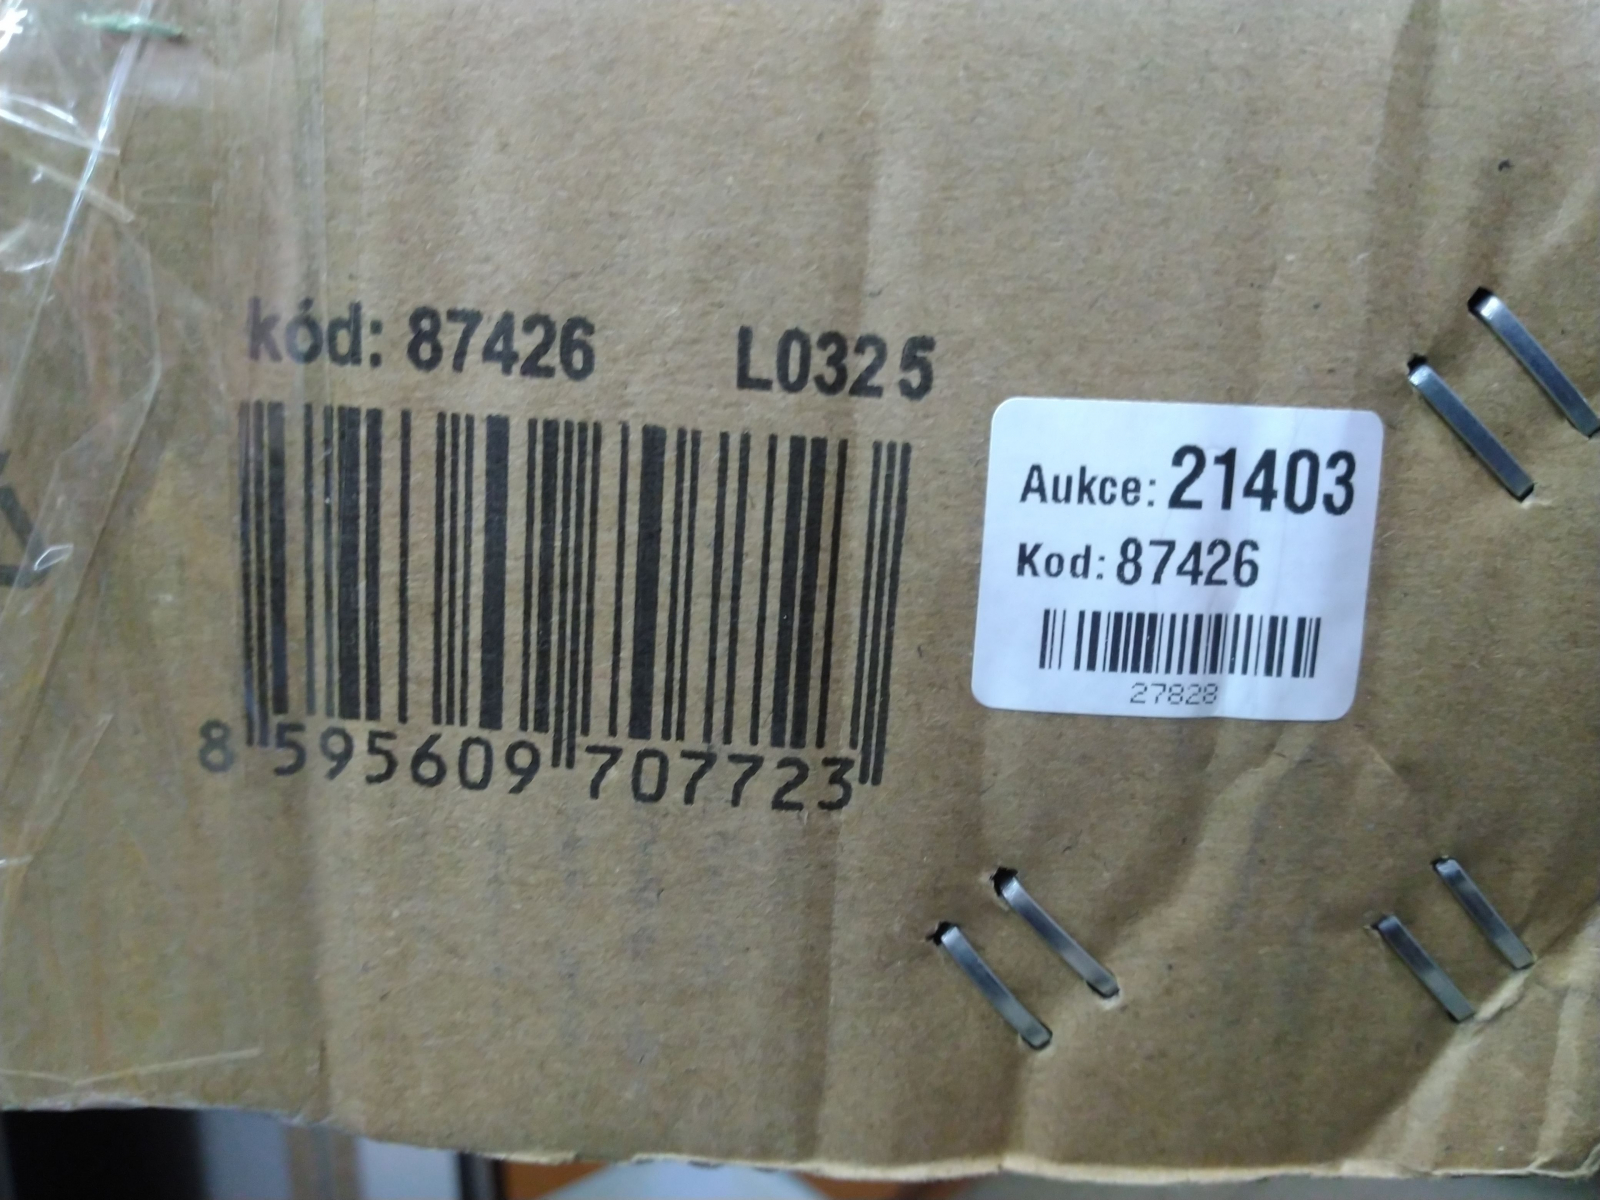 kód: 87426 L0325
8 595609 707723
Aukce: 21403
Kod: 87426
27828